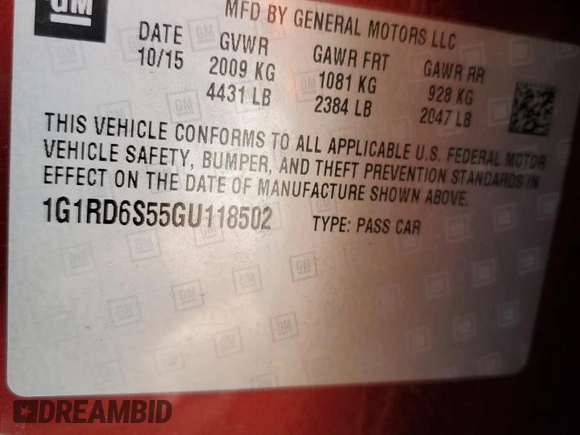 GM
MFD BY GENERAL MOTORS LLC
DATE GVWR GAWR FRT GAWR RR
10/15 2009 KG 1081 KG 928 KG
4431 LB 2384 LB 2047 LB
THIS VEHICLE CONFORMS TO ALL APPLICABLE U.S. FEDERAL MOTOR
VEHICLE SAFETY, BUMPER, AND THEFT PREVENTION STANDARDS IN
EFFECT ON THE DATE OF MANUFACTURE SHOWN ABOVE.
1G1RD6S55GU118502 TYPE: PASS CAR
DREAMBID